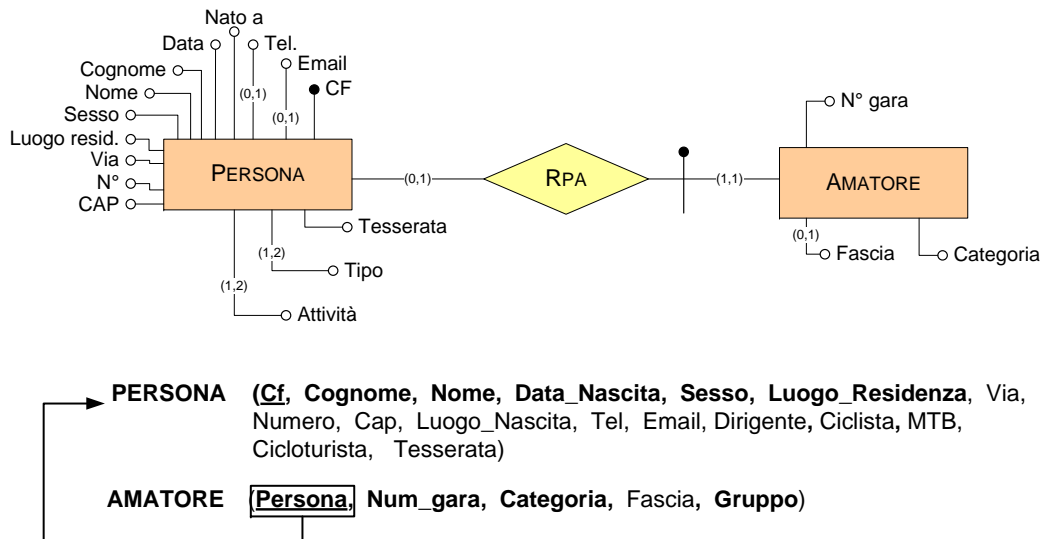 Nato a
Data
Tel.
Email
Cognome
CF
Nome
(0,1)
(0,1)
N° gara
Sesso
Luogo resid.
Via
PERSONA
(0,1)
RPA
(1,1)
AMATORE
N°
CAP
Tesserata
(0,1)
Fascia
Categoria
(1,2)
Tipo
(1,2)
Attività
PERSONA (Cf, Cognome, Nome, Data_Nascita, Sesso, Luogo_Residenza, Via,
Numero, Cap, Luogo_Nascita, Tel, Email, Dirigente, Ciclista, MTB,
Cicloturista, Tesserata)
AMATORE (Persona, Num_gara, Categoria, Fascia, Gruppo)